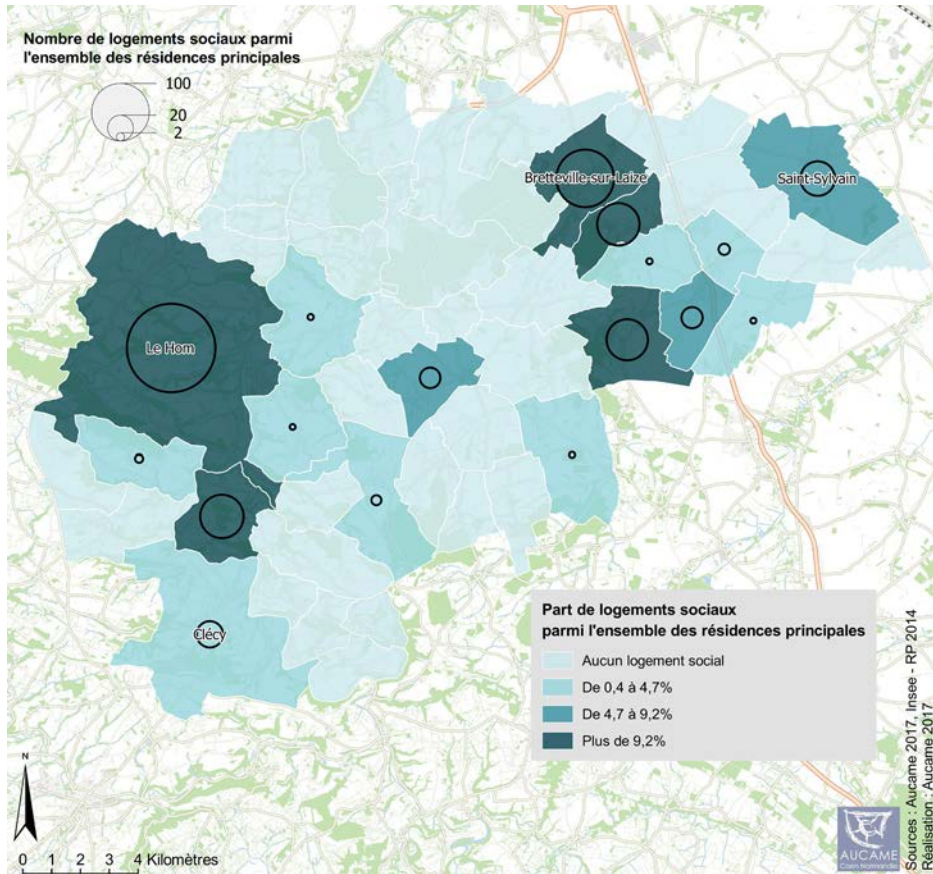 Nombre de logements sociaux parmi
l'ensemble des résidences principales
100
20
2
Bretteville-sur-Laize
Saint-Sylvain
Le Hom
Clécy
Part de logements sociaux
parmi l'ensemble des résidences principales
Aucun logement social
De 0,4 à 4,7%
De 4,7 à 9,2%
Plus de 9,2%
N
0 1 2 3 4 Kilomètres
AUCAME
Caen Normandie
Sources : Aucame 2017, Insee - RP 2014
Réalisation : Aucame 2017